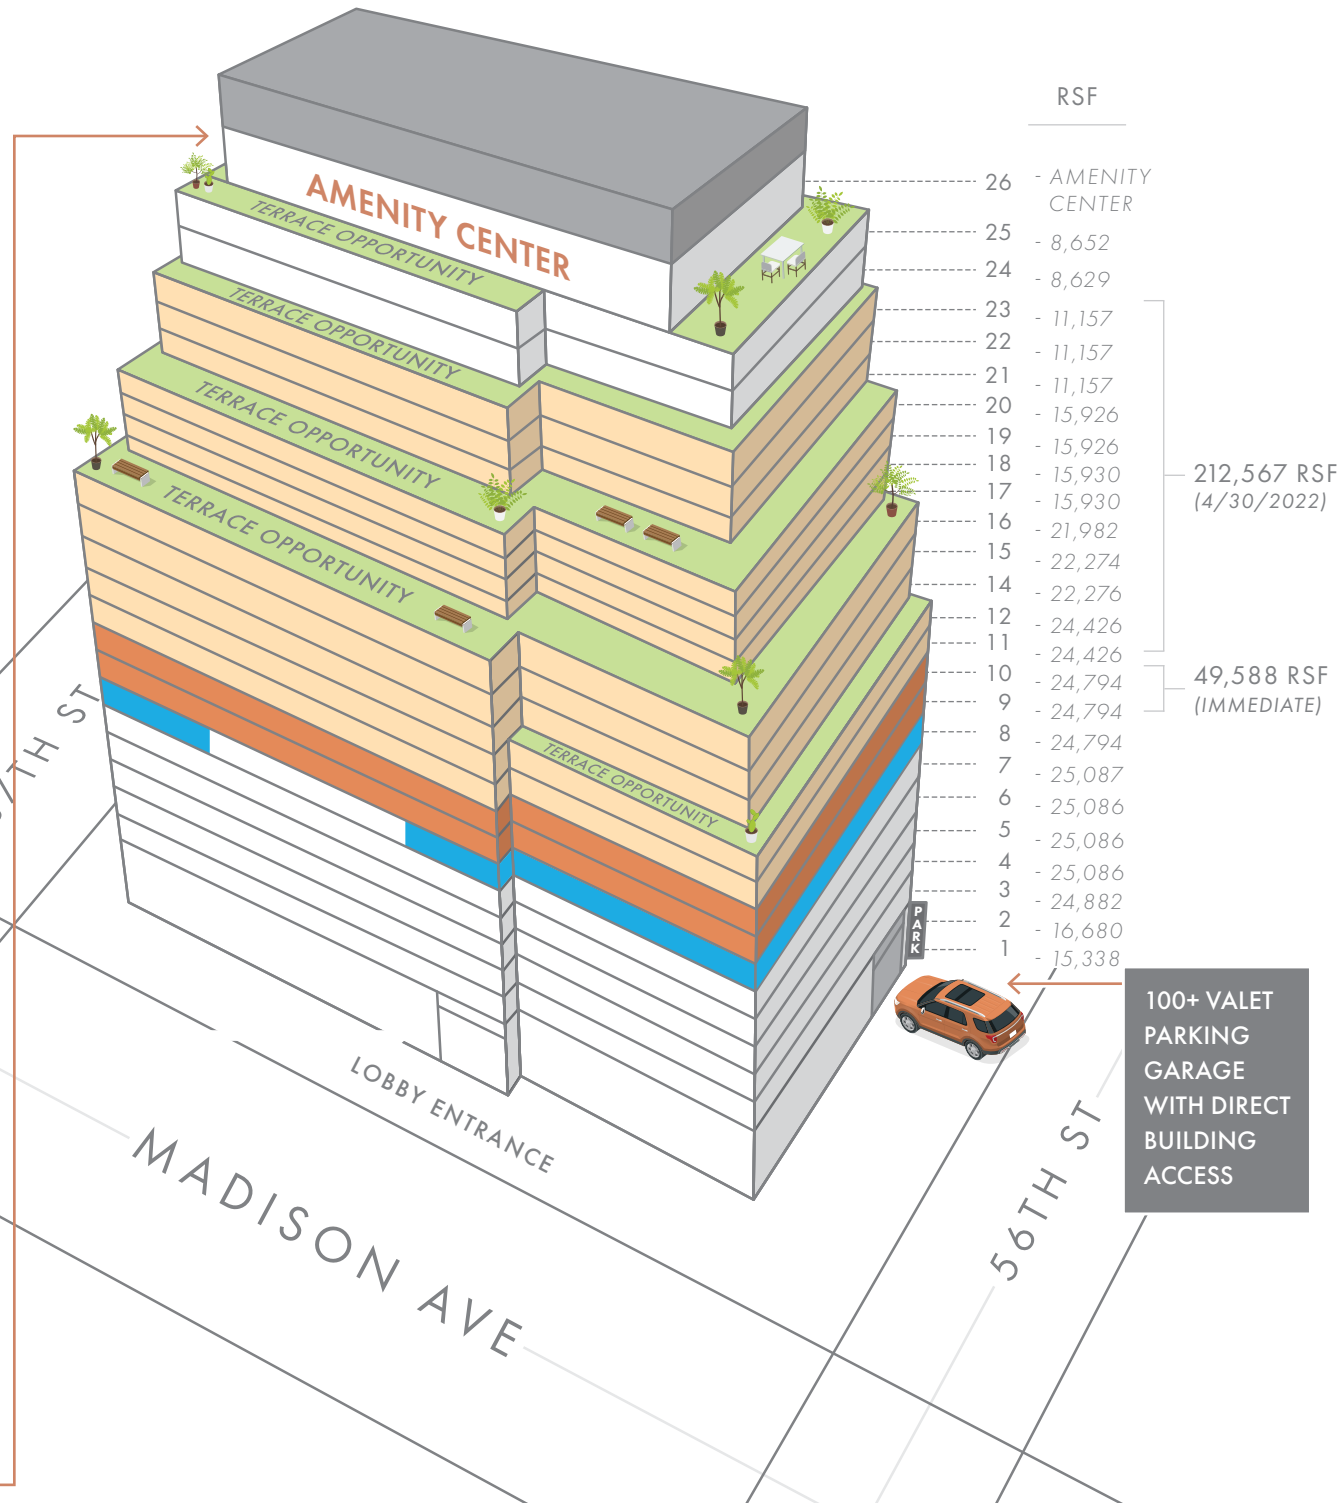 RSF
26 - AMENITY
CENTER
25 - 8,652
24 - 8,629
23 - 11,157
22 - 11,157
21 - 11,157
20 - 15,926
19 - 15,926
18 - 15,930
17 - 15,930
16 - 21,982
15 - 22,274
14 - 22,276
12 - 24,426
11 - 24,426
10 - 24,794
9 - 24,794
8 - 24,794
7 - 25,087
6 - 25,086
5 - 25,086
4 - 25,086
3 - 24,882
2 - 16,680
1 - 15,338
212,567 RSF
(4/30/2022)
49,588 RSF
(IMMEDIATE)
AMENITY CENTER
TERRACE OPPORTUNITY
TERRACE OPPORTUNITY
TERRACE OPPORTUNITY
TERRACE OPPORTUNITY
TERRACE OPPORTUNITY
PARK
100+ VALET
PARKING
GARAGE
WITH DIRECT
BUILDING
ACCESS
LOBBY ENTRANCE
MADISON AVE
56TH ST
TH ST